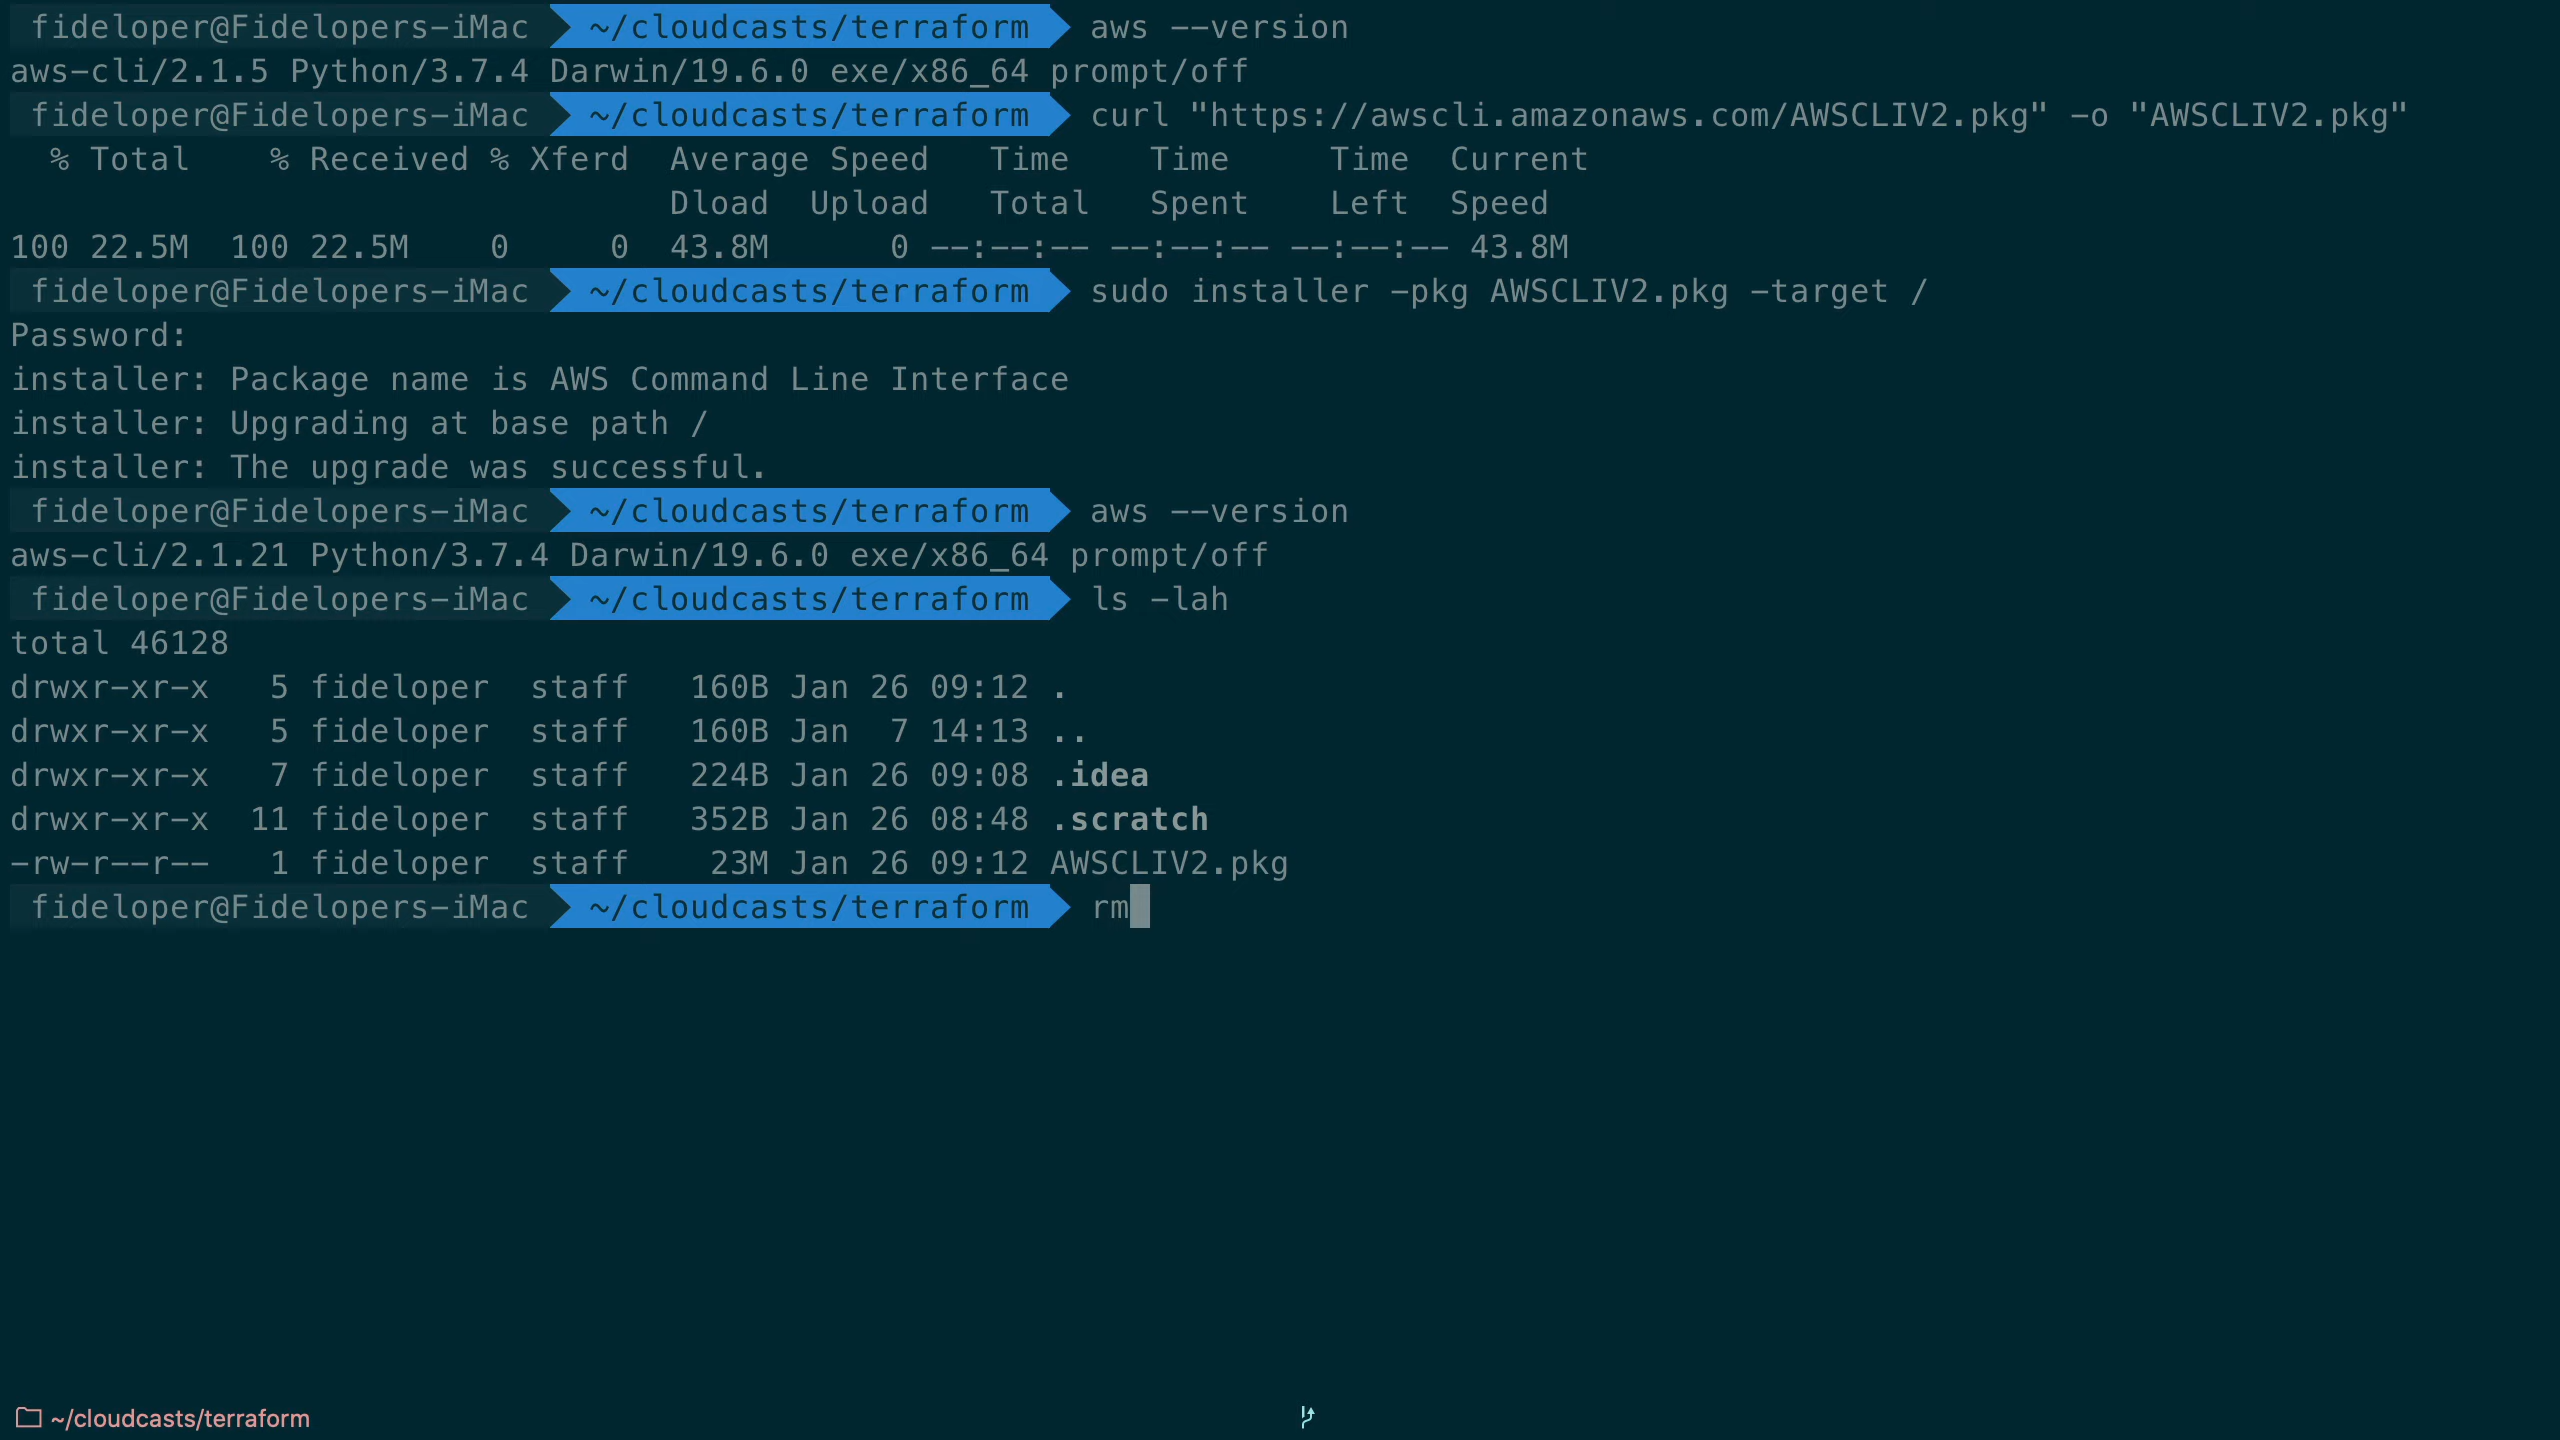 fideloper@Fidelopers-iMac ~/cloudcasts/terraform aws --version
aws-cli/2.1.5 Python/3.7.4 Darwin/19.6.0 exe/x86_64 prompt/off
fideloper@Fidelopers-iMac ~/cloudcasts/terraform curl "https://awscli.amazonaws.com/AWSCLIV2.pkg" -o "AWSCLIV2.pkg"
  % Total    % Received % Xferd  Average Speed   Time    Time     Time  Current
                                 Dload  Upload   Total   Spent    Left  Speed
100 22.5M  100 22.5M    0     0  43.8M      0 --:--:-- --:--:-- --:--:-- 43.8M
fideloper@Fidelopers-iMac ~/cloudcasts/terraform sudo installer -pkg AWSCLIV2.pkg -target /
Password:
installer: Package name is AWS Command Line Interface
installer: Upgrading at base path /
installer: The upgrade was successful.
fideloper@Fidelopers-iMac ~/cloudcasts/terraform aws --version
aws-cli/2.1.21 Python/3.7.4 Darwin/19.6.0 exe/x86_64 prompt/off
fideloper@Fidelopers-iMac ~/cloudcasts/terraform ls -lah
total 46128
drwxr-xr-x   5 fideloper  staff   160B Jan 26 09:12 .
drwxr-xr-x   5 fideloper  staff   160B Jan  7 14:13 ..
drwxr-xr-x   7 fideloper  staff   224B Jan 26 09:08 .idea
drwxr-xr-x  11 fideloper  staff   352B Jan 26 08:48 .scratch
-rw-r--r--   1 fideloper  staff    23M Jan 26 09:12 AWSCLIV2.pkg
fideloper@Fidelopers-iMac ~/cloudcasts/terraform rm
~/cloudcasts/terraform